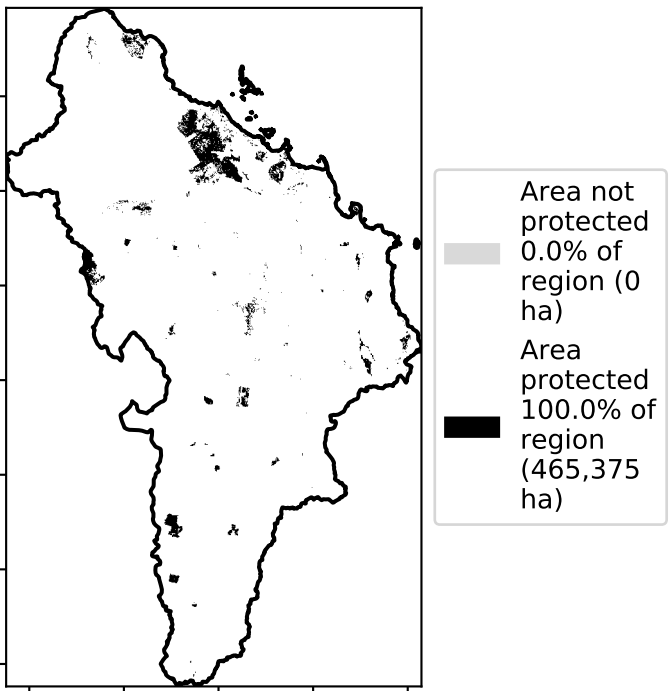 Area not
protected
0.0% of
region (0
ha)
Area
protected
100.0% of
region
(465,375
ha)